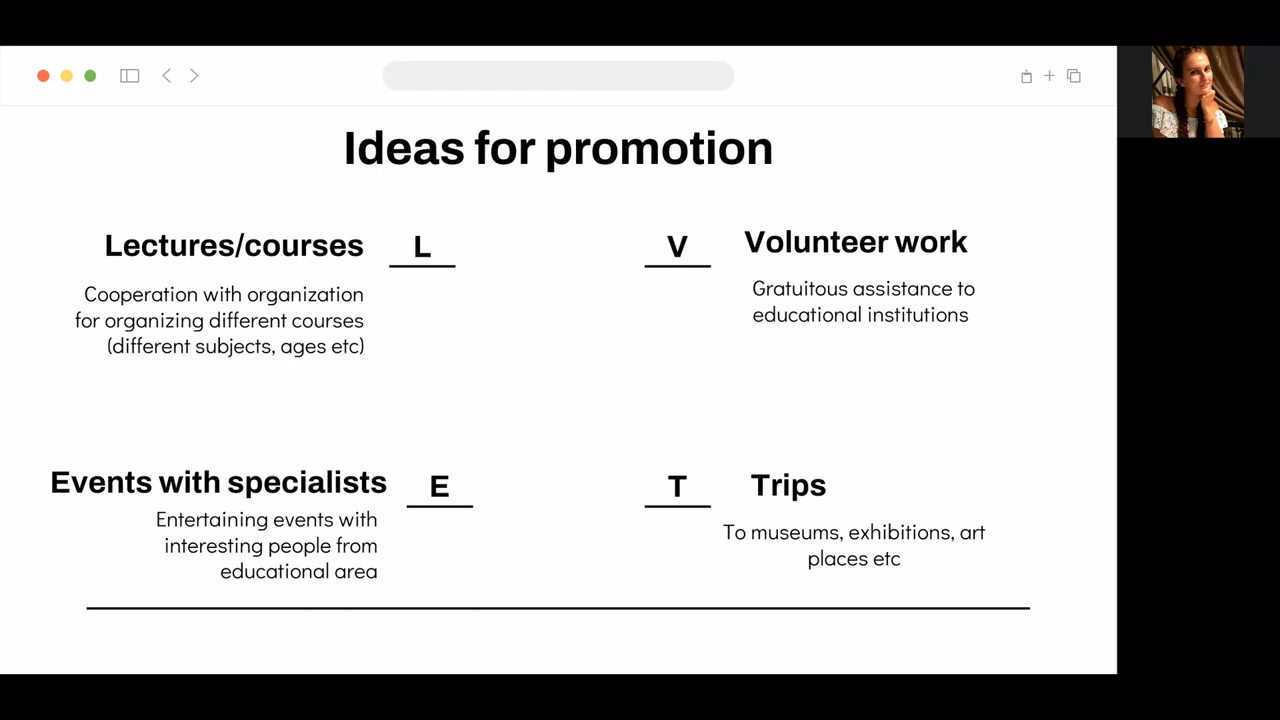 Ideas for promotion
Lectures/courses
L
Cooperation with organization
for organizing different courses
(different subjects, ages etc)
V
Volunteer work
Gratuitous assistance to
educational institutions
Events with specialists
E
Entertaining events with
interesting people from
educational area
T
Trips
To museums, exhibitions, art
places etc